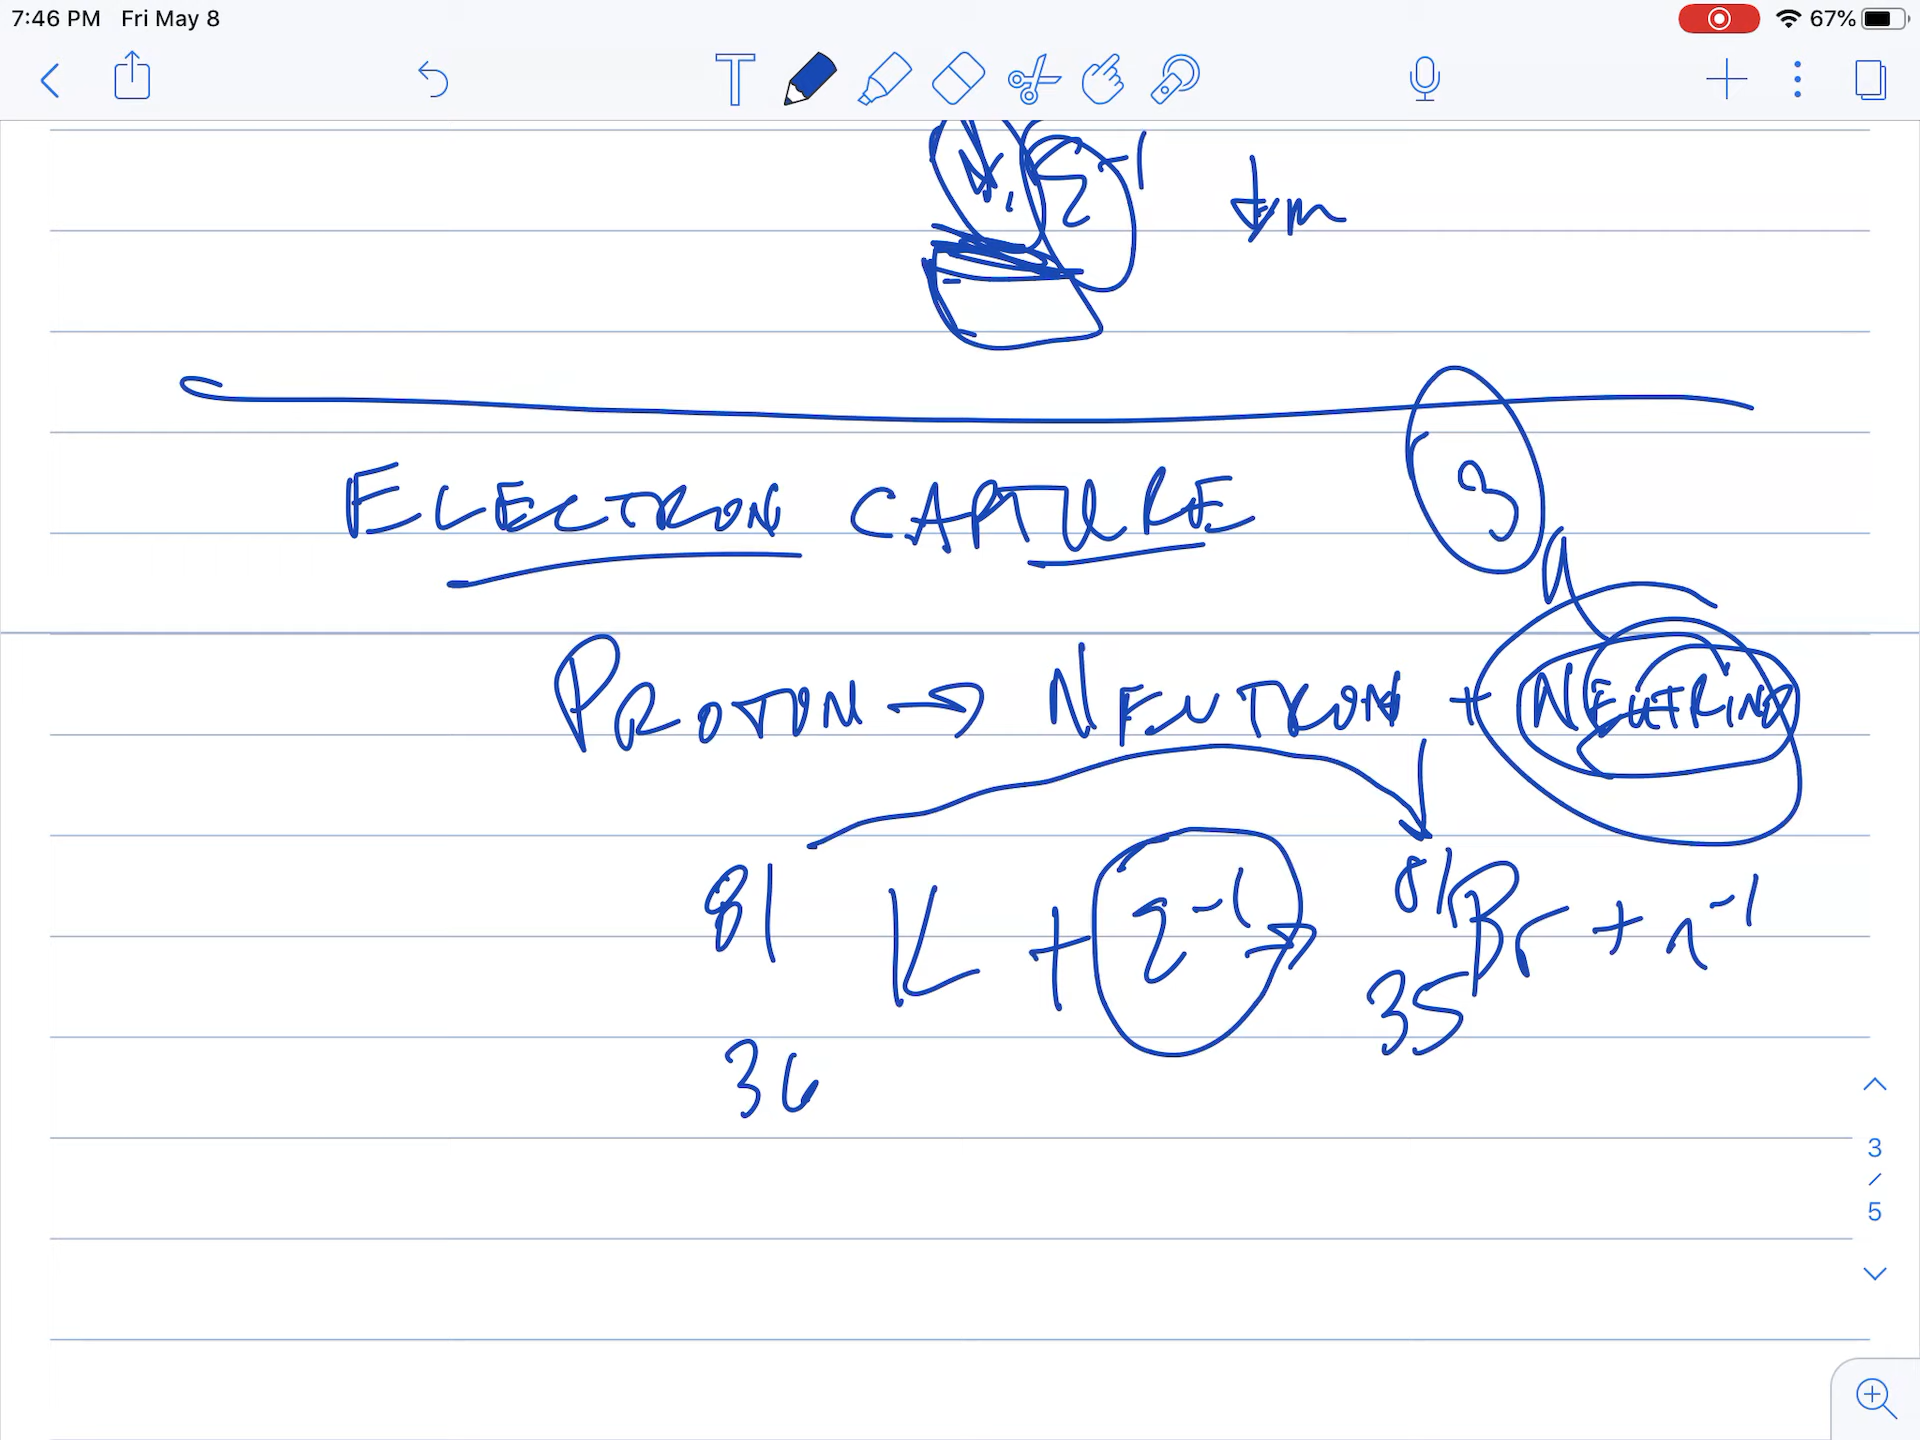 7:46 PM Fri May 8 67%
T
-1
m
ELECTRON CAPTURE 3
PROTON → NEUTRON + NEUTRINO
81 K + e-1 → 81 Br + n-1
36 35
3
/
5